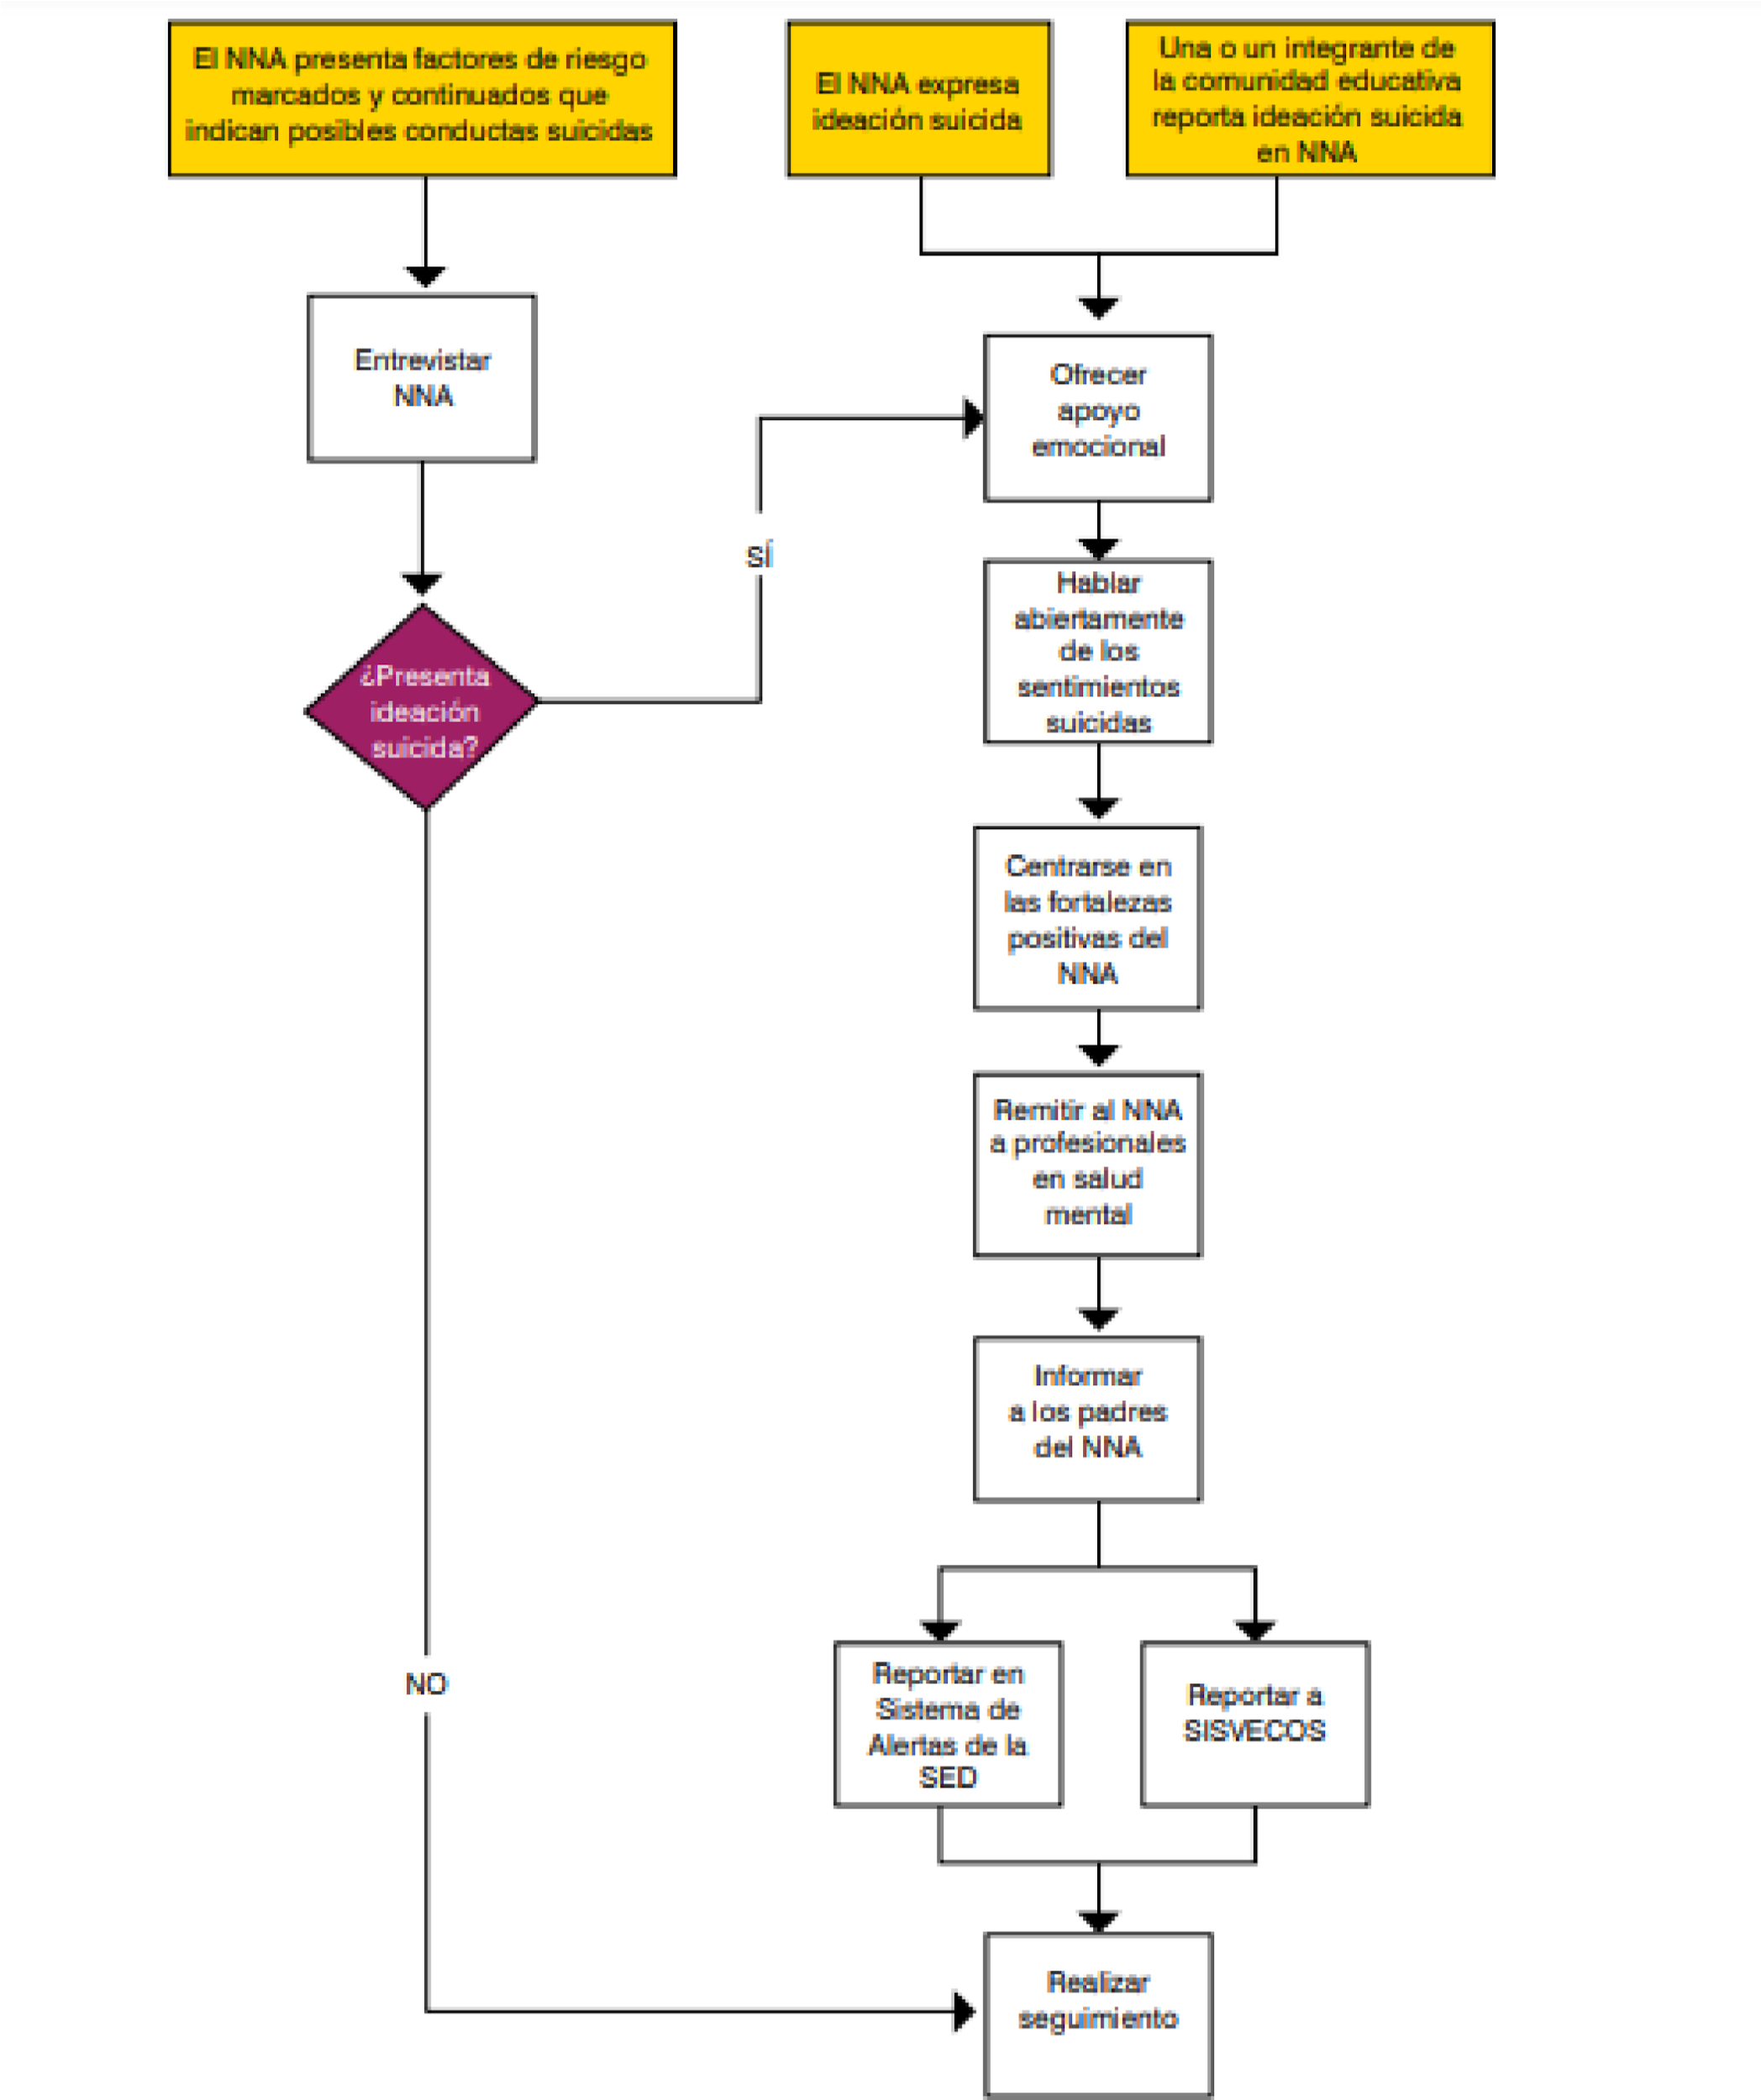 El NNA presenta factores de riesgo
marcados y continuados que
indican posibles conductas suicidas
El NNA expresa
ideación suicida
Una o un integrante de
la comunidad educativa
reporta ideación suicida
en NNA
Entrevistar
NNA
¿Presenta
ideación
suicida?
SÍ
Ofrecer
apoyo
emocional
Hablar
abiertamente
de los
sentimientos
suicidas
Centrarse en
las fortalezas
positivas del
NNA
Remitir al NNA
a profesionales
en salud
mental
Informar
a los padres
del NNA
NO
Reportar en
Sistema de
Alertas de la
SED
Reportar a
SISVECOS
Realizar
seguimiento